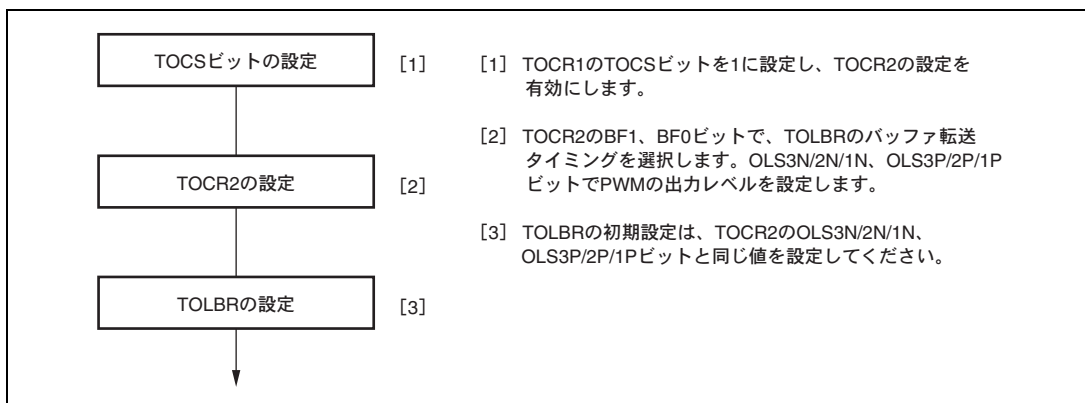 TOCSビットの設定 [1]
[1] TOCR1のTOCSビットを1に設定し、TOCR2の設定を
有効にします。
TOCR2の設定 [2]
[2] TOCR2のBF1、BF0ビットで、TOLBRのバッファ転送
タイミングを選択します。OLS3N/2N/1N、OLS3P/2P/1P
ビットでPWMの出力レベルを設定します。
TOLBRの設定 [3]
[3] TOLBRの初期設定は、TOCR2のOLS3N/2N/1N、
OLS3P/2P/1Pビットと同じ値を設定してください。